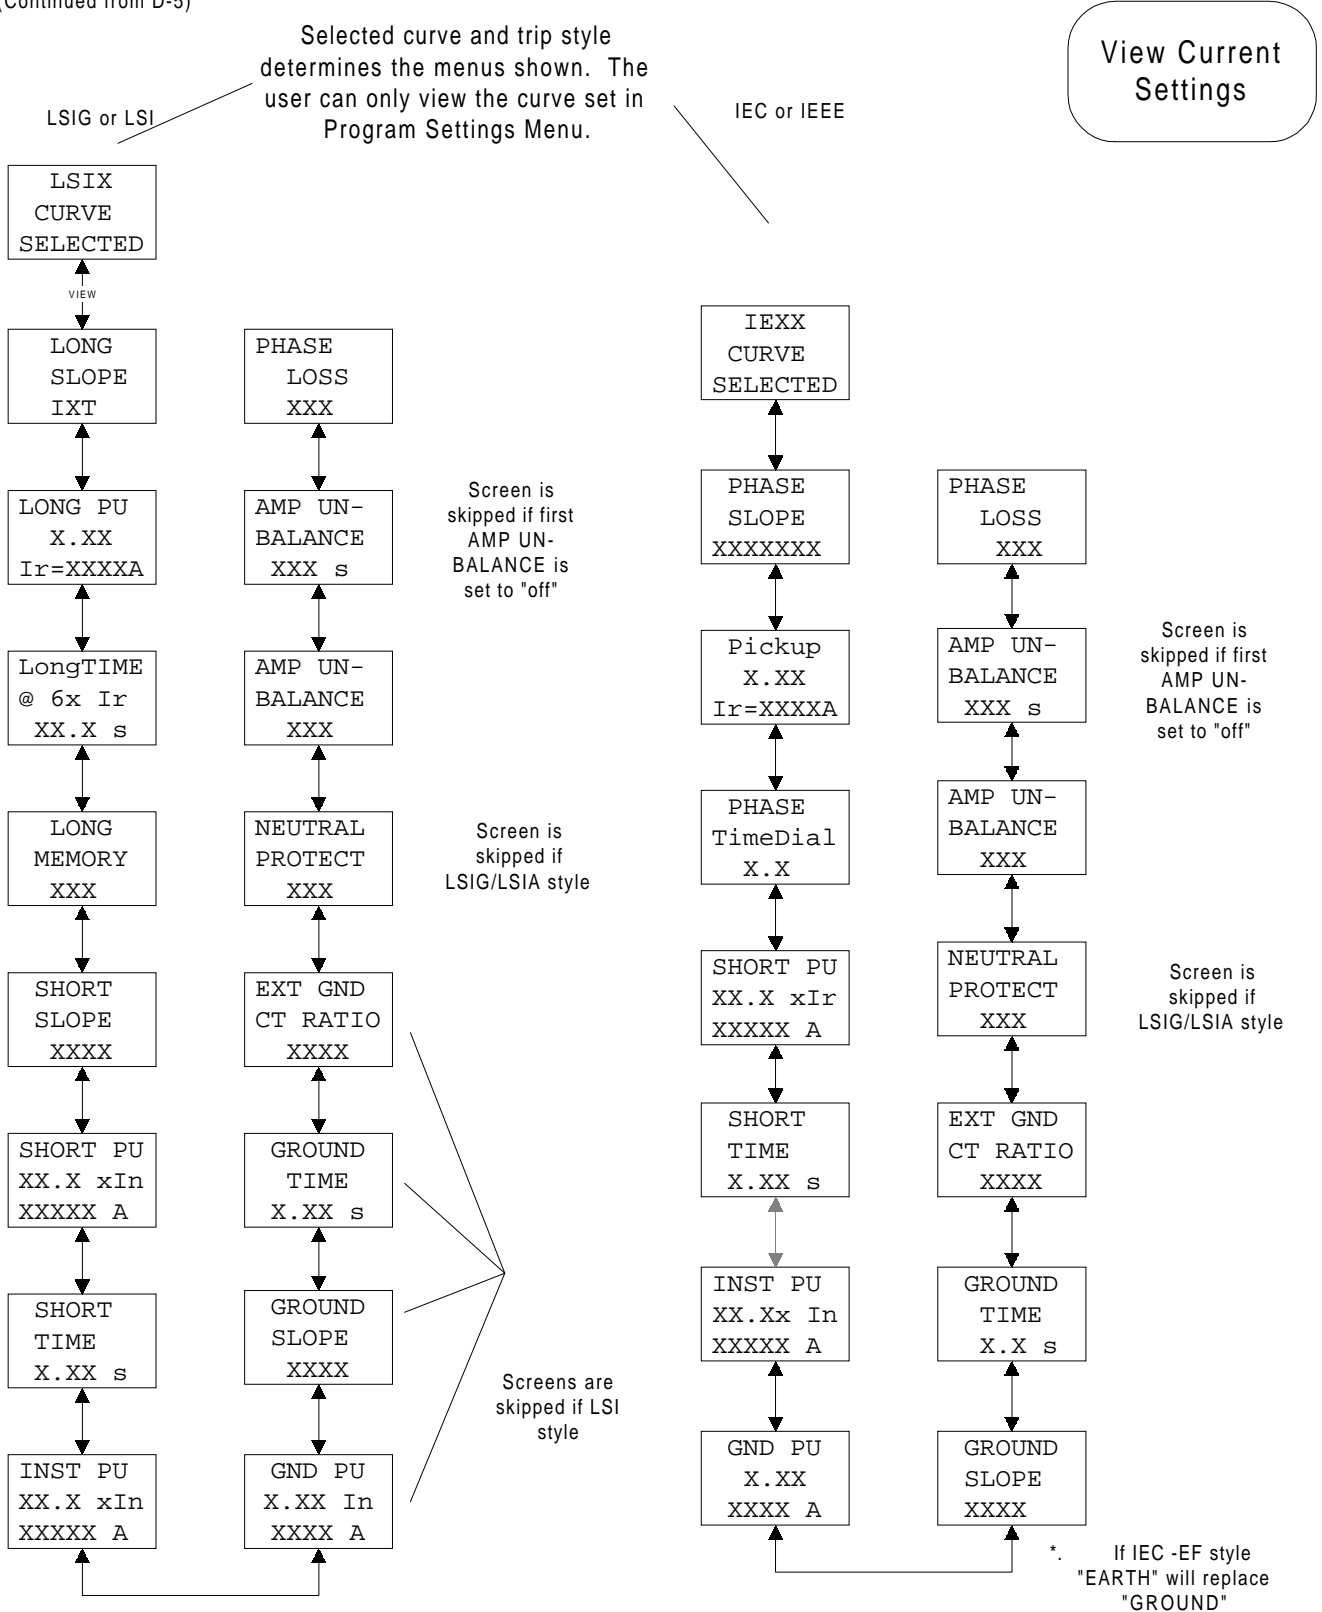 (Continued from D-5)
Selected curve and trip style
determines the menus shown. The
user can only view the curve set in
Program Settings Menu.
View Current
Settings
LSIG or LSI
IEC or IEEE
LSIX
CURVE
SELECTED
VIEW
LONG
SLOPE
IXT
LONG PU
X.XX
Ir=XXXXA
LongTIME
@ 6x Ir
XX.X s
LONG
MEMORY
XXX
SHORT
SLOPE
XXXX
SHORT PU
XX.X xIn
XXXXX A
SHORT
TIME
X.XX s
INST PU
XX.X xIn
XXXXX A
PHASE
LOSS
XXX
AMP UN-
BALANCE
XXX s
AMP UN-
BALANCE
XXX
NEUTRAL
PROTECT
XXX
EXT GND
CT RATIO
XXXX
GROUND
TIME
X.XX s
GROUND
SLOPE
XXXX
GND PU
X.XX In
XXXX A
Screen is
skipped if first
AMP UN-
BALANCE is
set to "off"
Screen is
skipped if
LSIG/LSIA style
Screens are
skipped if LSI
style
IEXX
CURVE
SELECTED
PHASE
SLOPE
XXXXXXX
Pickup
X.XX
Ir=XXXXA
PHASE
TimeDial
X.X
SHORT PU
XX.X xIr
XXXXX A
SHORT
TIME
X.XX s
INST PU
XX.Xx In
XXXXX A
GND PU
X.XX
XXXX A
PHASE
LOSS
XXX
AMP UN-
BALANCE
XXX s
AMP UN-
BALANCE
XXX
NEUTRAL
PROTECT
XXX
EXT GND
CT RATIO
XXXX
GROUND
TIME
X.X s
GROUND
SLOPE
XXXX
Screen is
skipped if first
AMP UN-
BALANCE is
set to "off"
Screen is
skipped if
LSIG/LSIA style
*. If IEC -EF style
"EARTH" will replace
"GROUND"